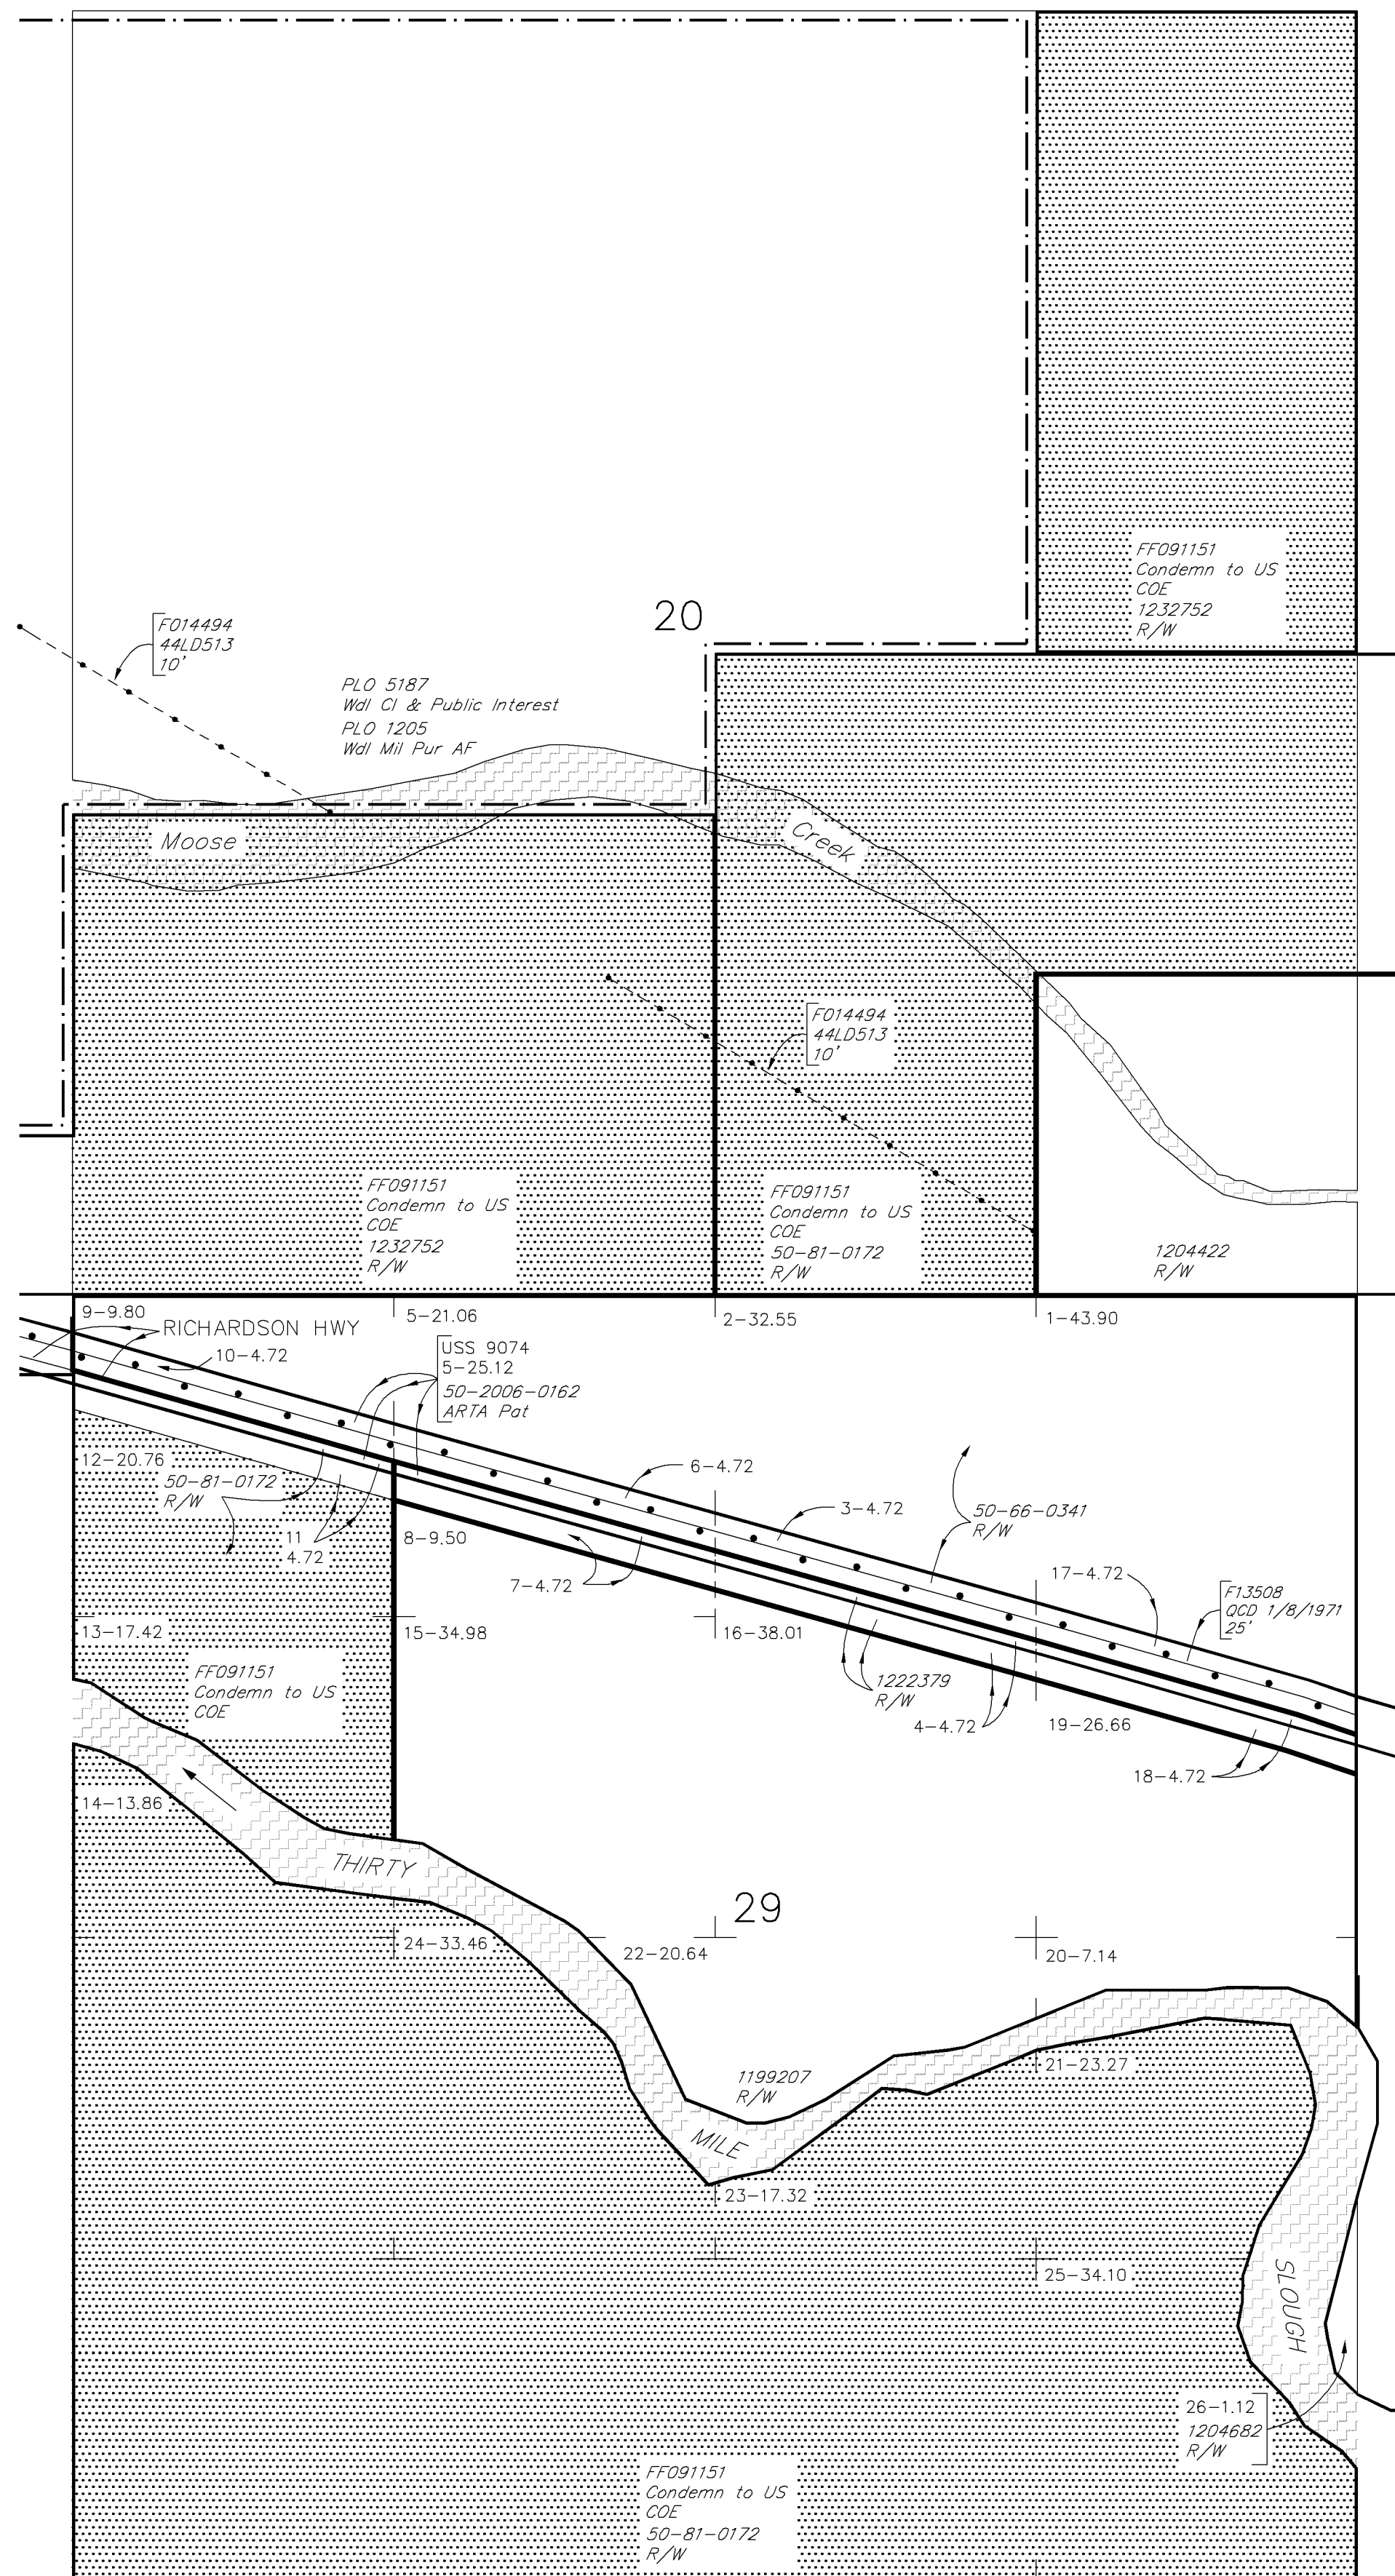 FF091151
Condemn to US
COE
1232752
R/W
20
F014494
44LD513
10'
PLO 5187
Wdl Cl & Public Interest
PLO 1205
Wdl Mil Pur AF
Moose
Creek
F014494
44LD513
10'
FF091151
Condemn to US
COE
1232752
R/W
FF091151
Condemn to US
COE
50-81-0172
R/W
1204422
R/W
9-9.80
5-21.06
2-32.55
1-43.90
RICHARDSON HWY
10-4.72
USS 9074
5-25.12
50-2006-0162
ARTA Pat
12-20.76
50-81-0172
R/W
6-4.72
3-4.72
50-66-0341
R/W
11
4.72
8-9.50
7-4.72
17-4.72
F13508
QCD 1/8/1971
25'
13-17.42
15-34.98
16-38.01
FF091151
Condemn to US
COE
1222379
R/W
4-4.72
19-26.66
18-4.72
14-13.86
THIRTY
29
24-33.46
22-20.64
20-7.14
1199207
R/W
21-23.27
MILE
23-17.32
25-34.10
SLOUGH
26-1.12
1204682
R/W
FF091151
Condemn to US
COE
50-81-0172
R/W